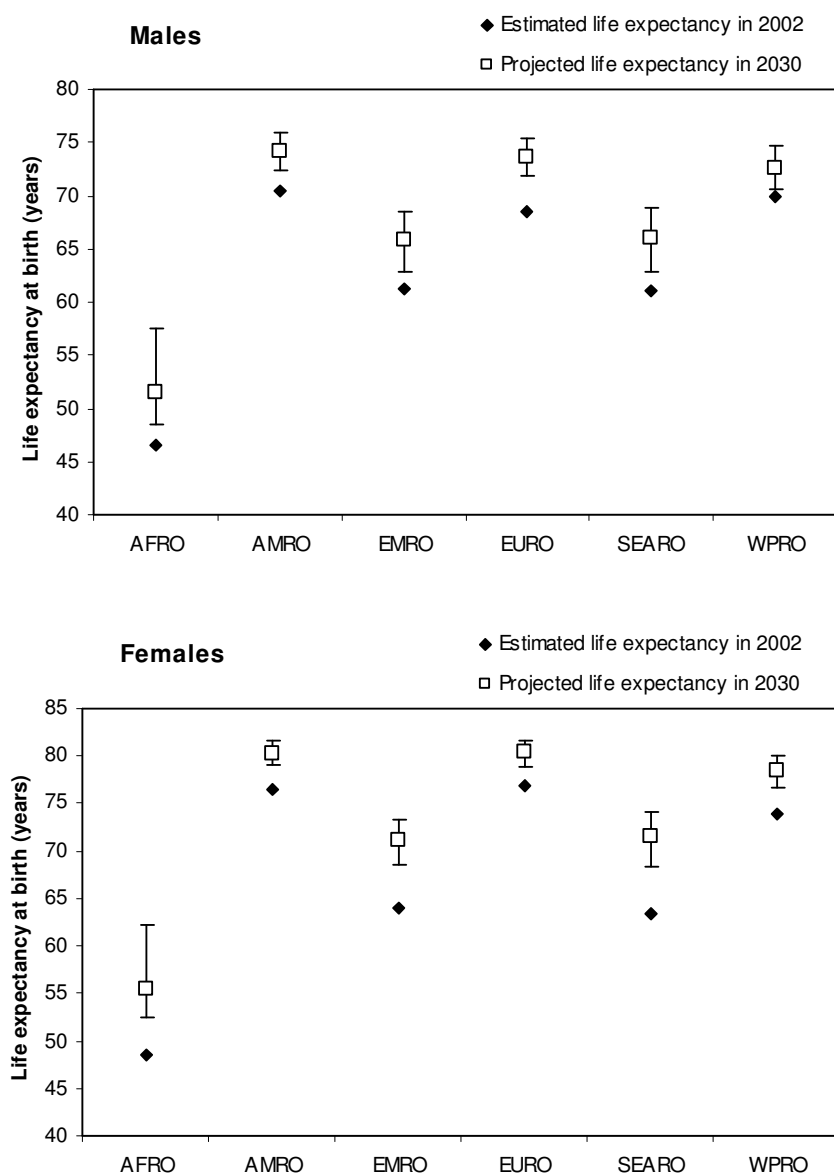 Males
Estimated life expectancy in 2002
Projected life expectancy in 2030
Life expectancy at birth (years)
80
75
70
65
60
55
50
45
40
AFRO AMRO EMRO EURO SEARO WPRO
Females
Estimated life expectancy in 2002
Projected life expectancy in 2030
Life expectancy at birth (years)
85
80
75
70
65
60
55
50
45
40
AFRO AMRO EMRO EURO SEARO WPRO